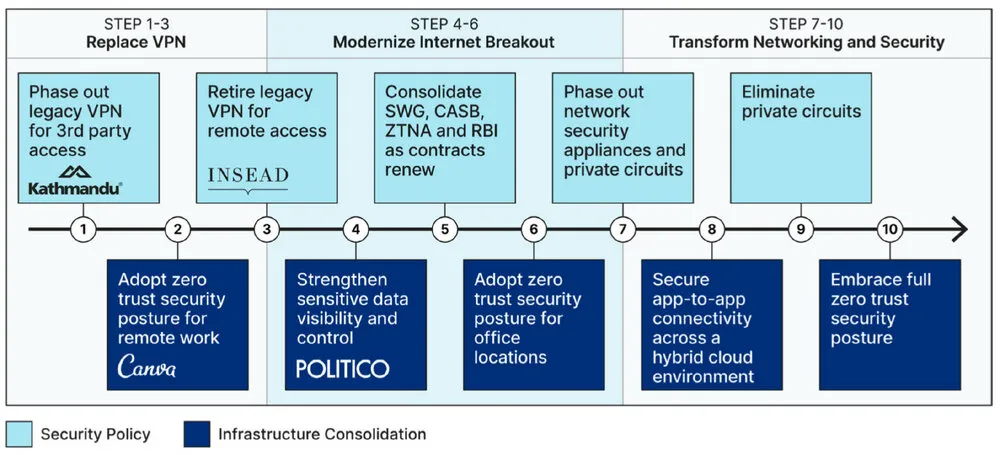 STEP 1-3
Replace VPN
STEP 4-6
Modernize Internet Breakout
STEP 7-10
Transform Networking and Security
Phase out
legacy VPN
for 3rd party
access
Kathmandu®
Retire legacy
VPN for
remote access
INSEAD
Consolidate
SWG, CASB,
ZTNA and RBI
as contracts
renew
Phase out
network
security
appliances and
private circuits
Eliminate
private circuits
1
2
3
4
5
6
7
8
9
10
Adopt zero
trust security
posture for
remote work
Canva
Strengthen
sensitive data
visibility and
control
POLITICO
Adopt zero
trust security
posture for
office
locations
Secure
app-to-app
connectivity
across a
hybrid cloud
environment
Embrace full
zero trust
security
posture
Security Policy
Infrastructure Consolidation